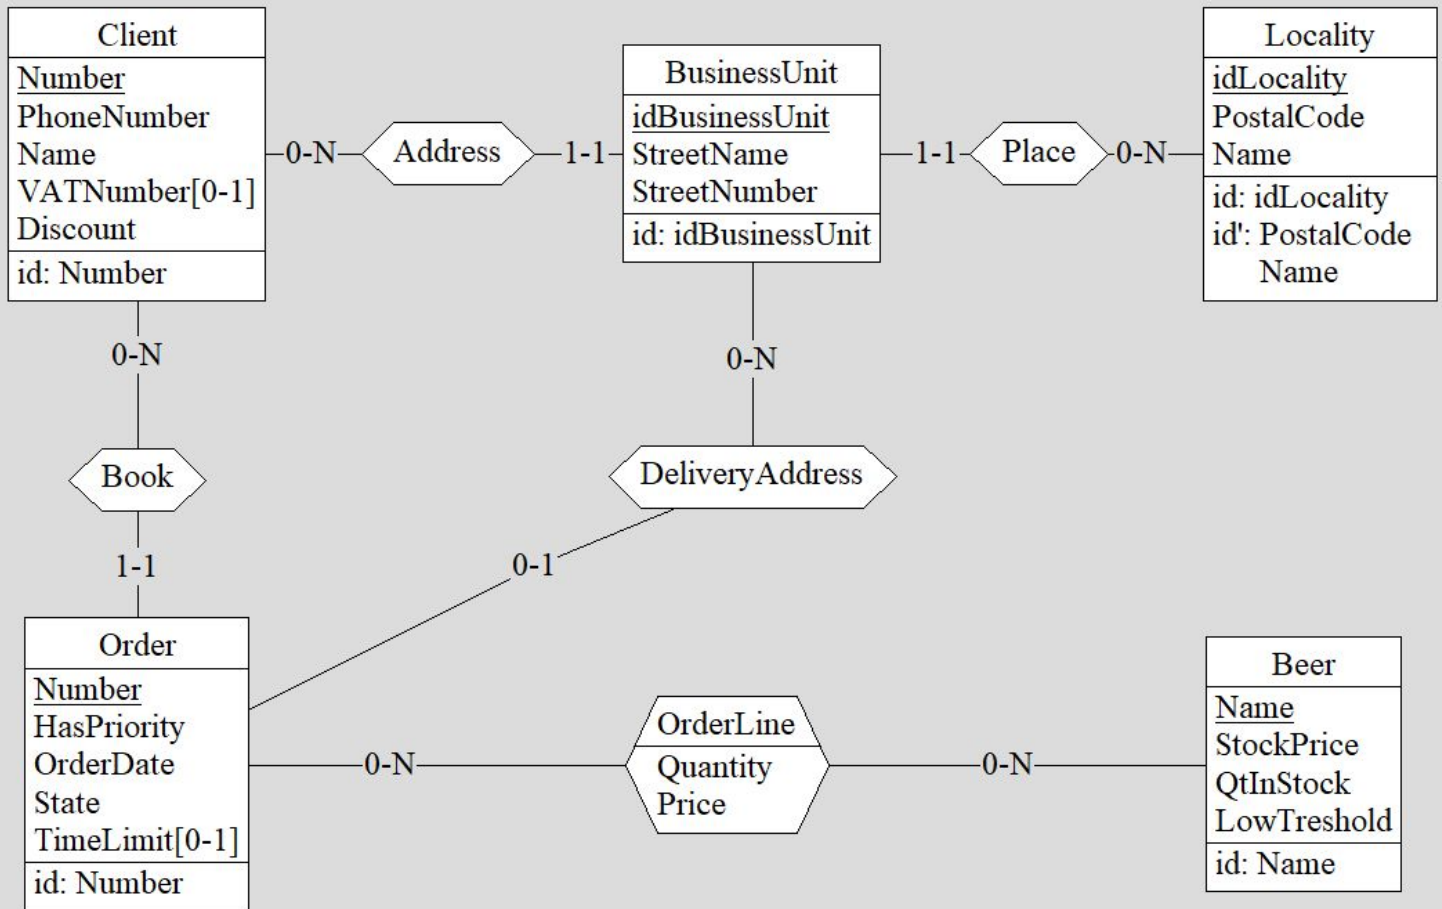 Client
Number
PhoneNumber
Name
VATNumber[0-1]
Discount
id: Number
0-N
Address
1-1
BusinessUnit
idBusinessUnit
StreetName
StreetNumber
id: idBusinessUnit
1-1
Place
0-N
Locality
idLocality
PostalCode
Name
id: idLocality
id': PostalCode
Name
0-N
Book
1-1
0-N
DeliveryAddress
0-1
Order
Number
HasPriority
OrderDate
State
TimeLimit[0-1]
id: Number
0-N
OrderLine
Quantity
Price
0-N
Beer
Name
StockPrice
QtInStock
LowTreshold
id: Name